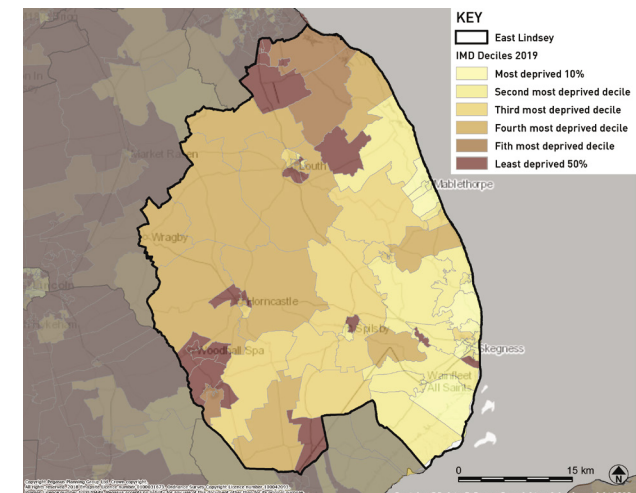 KEY
East Lindsey
IMD Deciles 2019
Most deprived 10%
Second most deprived decile
Third most deprived decile
Fourth most deprived decile
Fith most deprived decile
Least deprived 50%
Louth
Mablethorpe
Market Rasen
Wragby
Lincoln
Horncastle
Spilsby
Skegness
Woodhall Spa
Wainfleet
All Saints
0 15 km
N